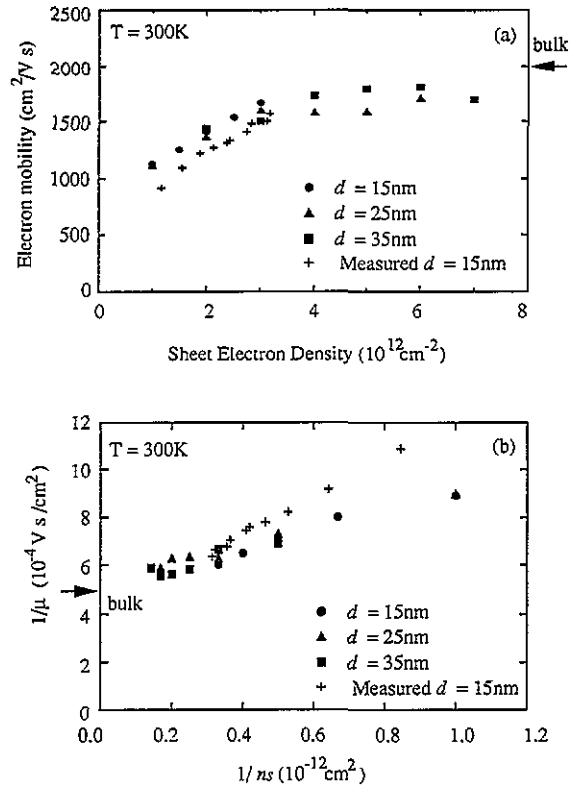 T = 300K
(a)
bulk
2500
2000
1500
1000
500
0
Electron mobility (cm²/V s)
d = 15nm
d = 25nm
d = 35nm
Measured d = 15nm
0 2 4 6 8
Sheet Electron Density (10¹²cm⁻²)
T = 300K
(b)
12
10
8
6
4
2
0
1/μ (10⁻⁴ V s /cm²)
bulk
d = 15nm
d = 25nm
d = 35nm
Measured d = 15nm
0.0 0.2 0.4 0.6 0.8 1.0 1.2
1/ ns (10⁻¹²cm²)